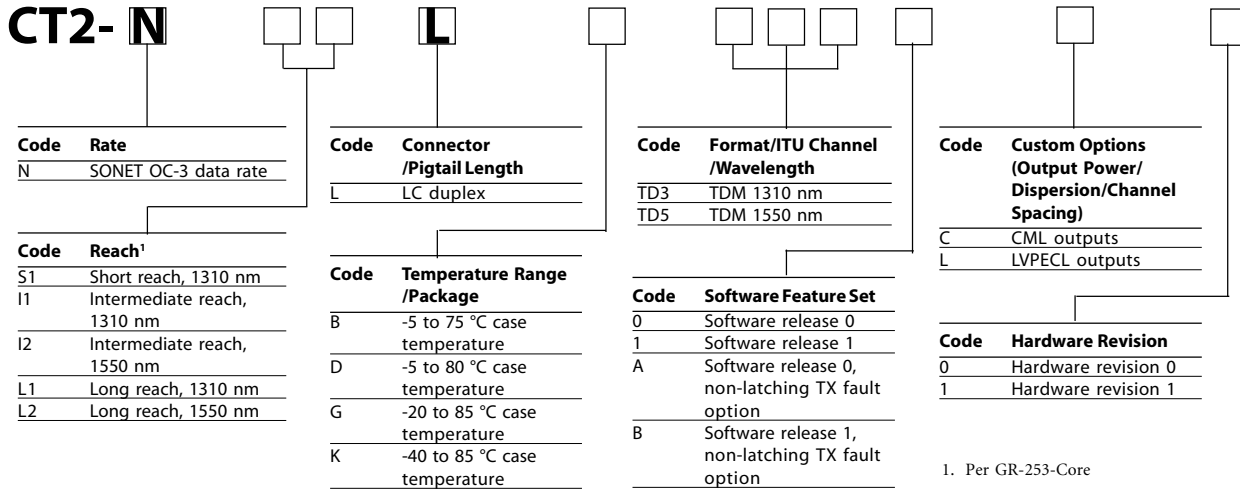 CT2- N L
Code Rate
N SONET OC-3 data rate
Code Reach¹
S1 Short reach, 1310 nm
I1 Intermediate reach,
1310 nm
I2 Intermediate reach,
1550 nm
L1 Long reach, 1310 nm
L2 Long reach, 1550 nm
Code Connector
/Pigtail Length
L LC duplex
Code Temperature Range
/Package
B -5 to 75 °C case
temperature
D -5 to 80 °C case
temperature
G -20 to 85 °C case
temperature
K -40 to 85 °C case
temperature
Code Format/ITU Channel
/Wavelength
TD3 TDM 1310 nm
TD5 TDM 1550 nm
Code Software Feature Set
0 Software release 0
1 Software release 1
A Software release 0,
non-latching TX fault
option
B Software release 1,
non-latching TX fault
option
Code Custom Options
(Output Power/
Dispersion/Channel
Spacing)
C CML outputs
L LVPECL outputs
Code Hardware Revision
0 Hardware revision 0
1 Hardware revision 1
1. Per GR-253-Core